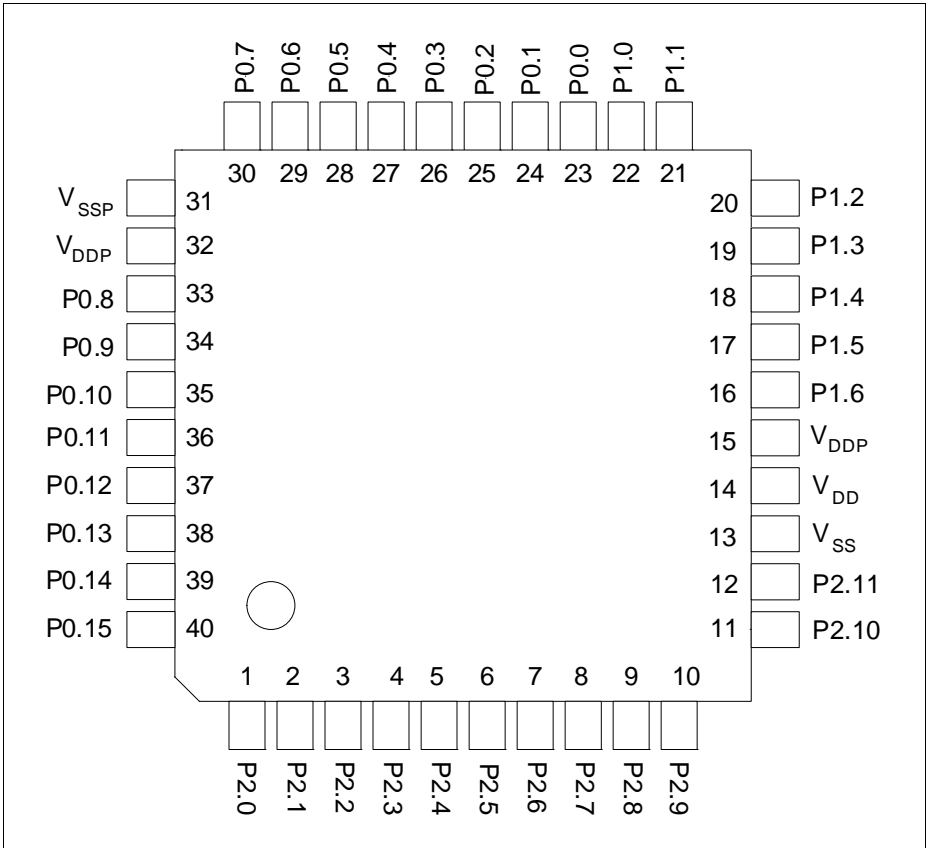 P0.7 P0.6 P0.5 P0.4 P0.3 P0.2 P0.1 P0.0 P1.0 P1.1
30 29 28 27 26 25 24 23 22 21
VSSP 31 20 P1.2
VDDP 32 19 P1.3
P0.8 33 18 P1.4
P0.9 34 17 P1.5
P0.10 35 16 P1.6
P0.11 36 15 VDDP
P0.12 37 14 VDD
P0.13 38 13 VSS
P0.14 39 12 P2.11
P0.15 40 11 P2.10
1 2 3 4 5 6 7 8 9 10
P2.0 P2.1 P2.2 P2.3 P2.4 P2.5 P2.6 P2.7 P2.8 P2.9